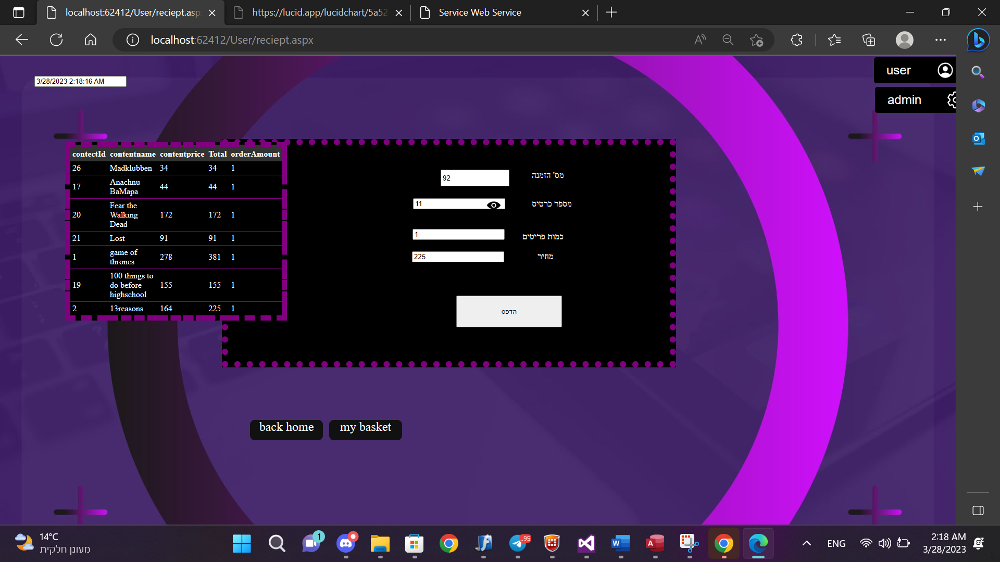 localhost:62412/User/reciept.asp
https://lucid.app/lucidchart/5a52
Service Web Service
localhost:62412/User/reciept.aspx
3/28/2023 2:18:16 AM
user
admin
contectId contentname contentprice Total orderAmount
26 Madklubben 34 34 1
17 Anachnu BaMapa 44 44 1
20 Fear the Walking Dead 172 172 1
21 Lost 91 91 1
1 game of thrones 278 381 1
19 100 things to do before highschool 155 155 1
2 13reasons 164 225 1
מס' הזמנה 92
מספר כרטיס 11
כמות פריטים 1
מחיר 225
הדפס
back home
my basket
14°C
מעונן חלקית
1
..95
ENG
2:18 AM
3/28/2023